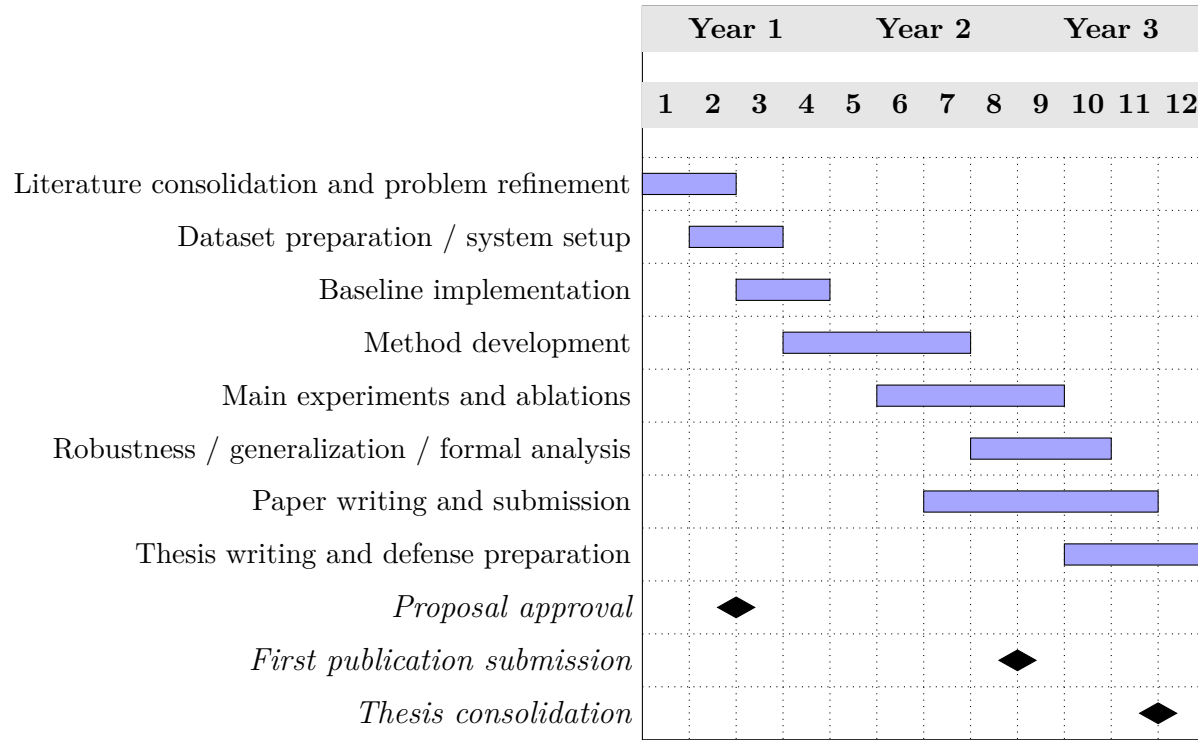 Year 1 Year 2 Year 3
1 2 3 4 5 6 7 8 9 10 11 12
Literature consolidation and problem refinement
Dataset preparation / system setup
Baseline implementation
Method development
Main experiments and ablations
Robustness / generalization / formal analysis
Paper writing and submission
Thesis writing and defense preparation
Proposal approval
First publication submission
Thesis consolidation